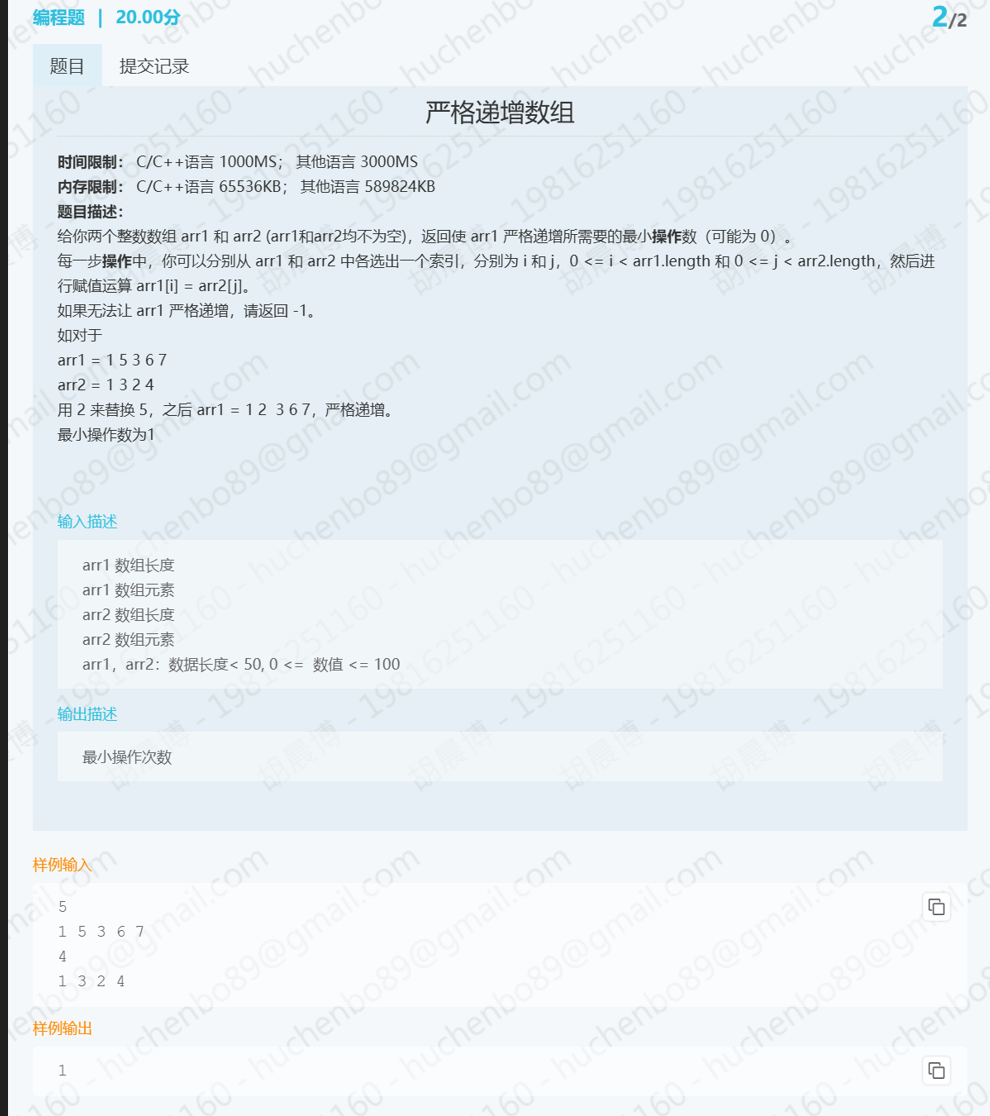 编程题 | 20.00分
2/2
题目 提交记录
严格递增数组
时间限制： C/C++语言 1000MS； 其他语言 3000MS
内存限制： C/C++语言 65536KB； 其他语言 589824KB
题目描述：
给你两个整数数组 arr1 和 arr2 (arr1和arr2均不为空)，返回使 arr1 严格递增所需要的最小操作数（可能为 0）。
每一步操作中，你可以分别从 arr1 和 arr2 中各选出一个索引，分别为 i 和 j，0 <= i < arr1.length 和 0 <= j < arr2.length，然后进
行赋值运算 arr1[i] = arr2[j]。
如果无法让 arr1 严格递增，请返回 -1。
如对于
arr1 = 1 5 3 6 7
arr2 = 1 3 2 4
用 2 来替换 5，之后 arr1 = 1 2  3 6 7，严格递增。
最小操作数为1
输入描述
arr1 数组长度
arr1 数组元素
arr2 数组长度
arr2 数组元素
arr1，arr2：数据长度< 50, 0 <=  数值 <= 100
输出描述
最小操作次数
样例输入
5
1 5 3 6 7
4
1 3 2 4
样例输出
1
胡晨博 - 19816251160 - huchenbo89@gmail.com